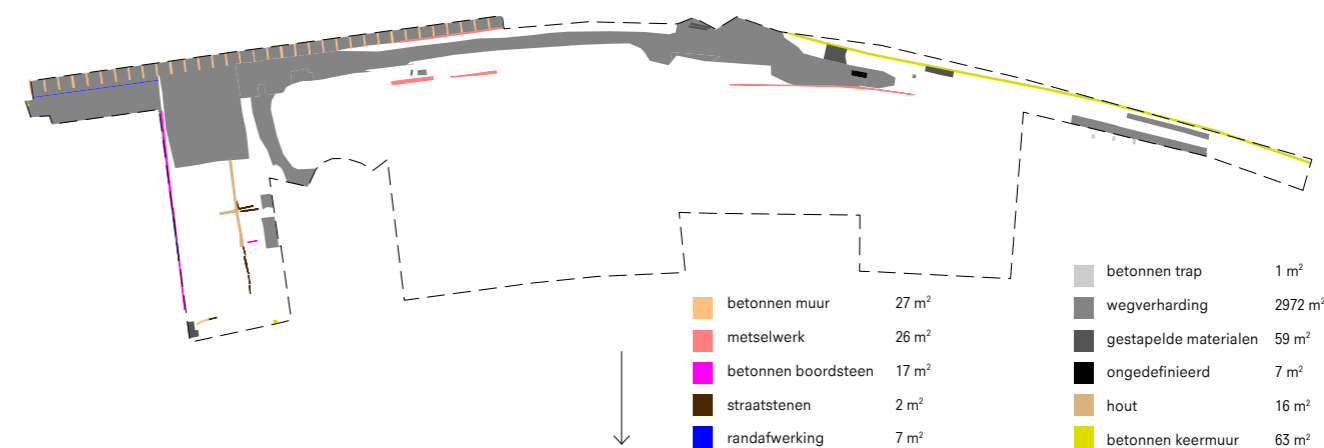 betonnen muur 27 m²
metselwerk 26 m²
betonnen boordsteen 17 m²
straatstenen 2 m²
randafwerking 7 m²
betonnen trap 1 m²
wegverharding 2972 m²
gestapelde materialen 59 m²
ongedefinieerd 7 m²
hout 16 m²
betonnen keermuur 63 m²